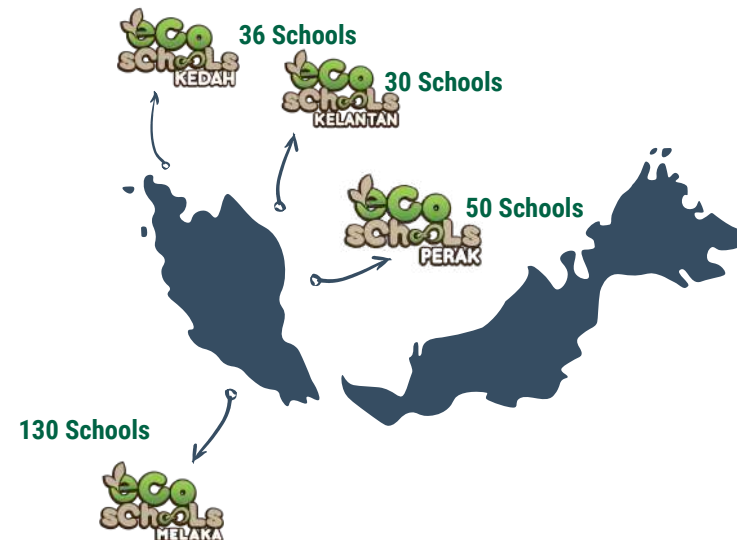 eco
schools
KEDAH
36 Schools
eco
schools
KELANTAN
30 Schools
eco
schools
PERAK
50 Schools
130 Schools
eco
schools
MELAKA